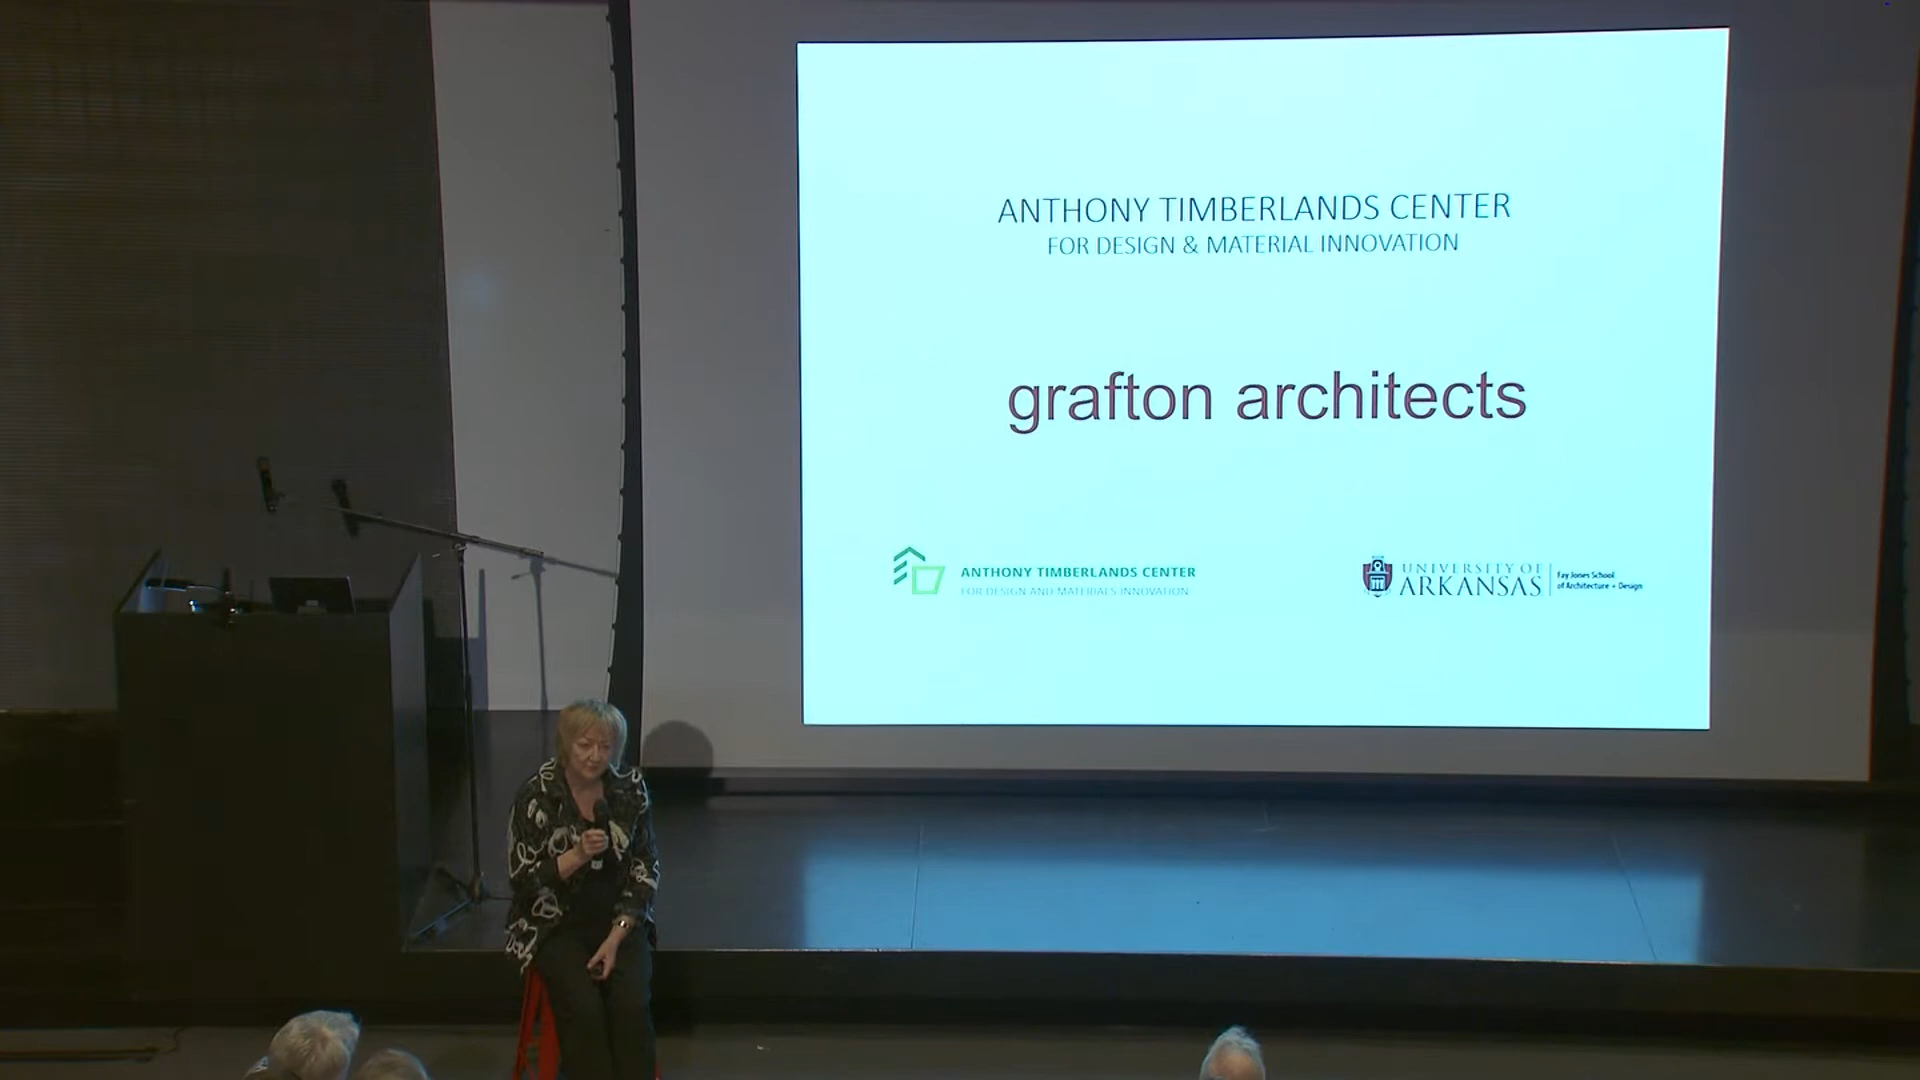 ANTHONY TIMBERLANDS CENTER
FOR DESIGN & MATERIAL INNOVATION
grafton architects
ANTHONY TIMBERLANDS CENTER
FOR DESIGN AND MATERIALS INNOVATION
UNIVERSITY OF
ARKANSAS
Fay Jones School
of Architecture + Design